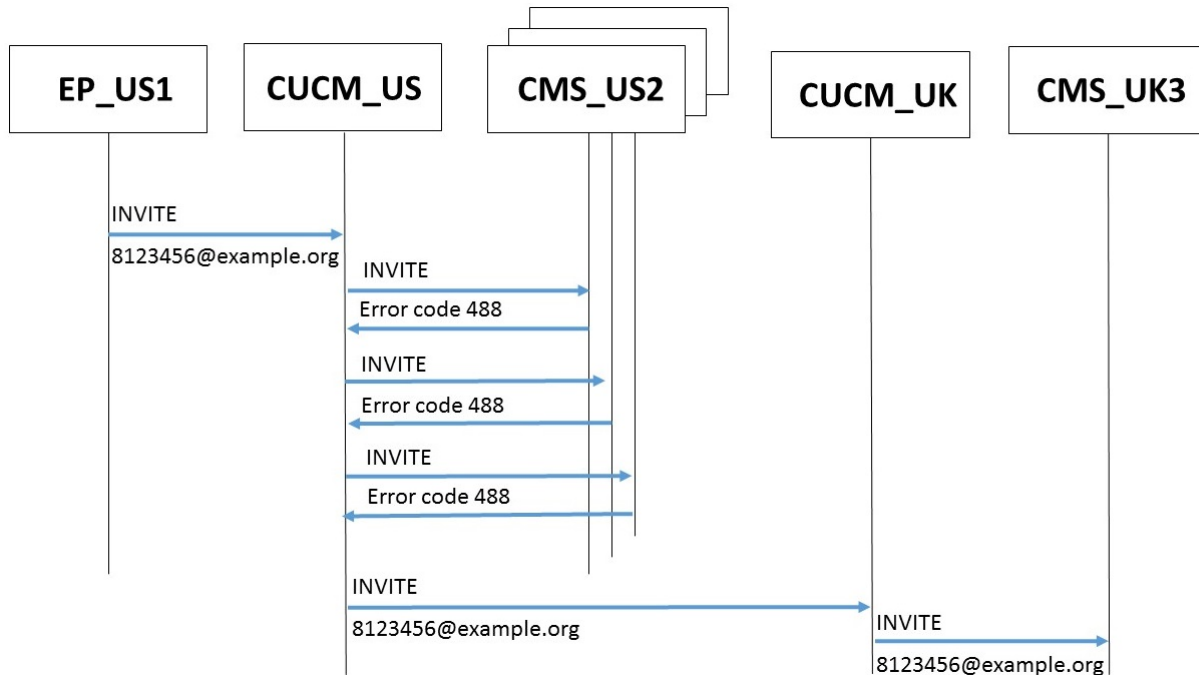 EP_US1
CUCM_US
CMS_US2
CUCM_UK
CMS_UK3
INVITE
8123456@example.org
INVITE
Error code 488
INVITE
Error code 488
INVITE
Error code 488
INVITE
8123456@example.org
INVITE
8123456@example.org